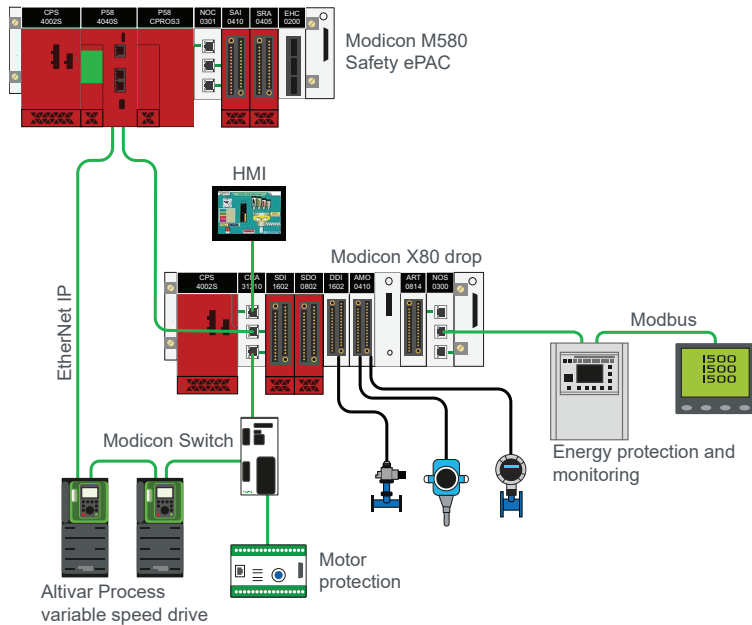 CPS
4002S
P58
4040S
P58
CPROS3
NOC
0301
SAI
0410
SRA
0405
EHC
0200
Modicon M580
Safety ePAC
HMI
Modicon X80 drop
CPS
4002S
CRA
31210
SDI
1602
SDO
0802
DDI
1602
AMO
0410
ART
0814
NOS
0300
EtherNet IP
Modbus
1500
1500
1500
Modicon Switch
Energy protection and
monitoring
Motor
protection
Altivar Process
variable speed drive